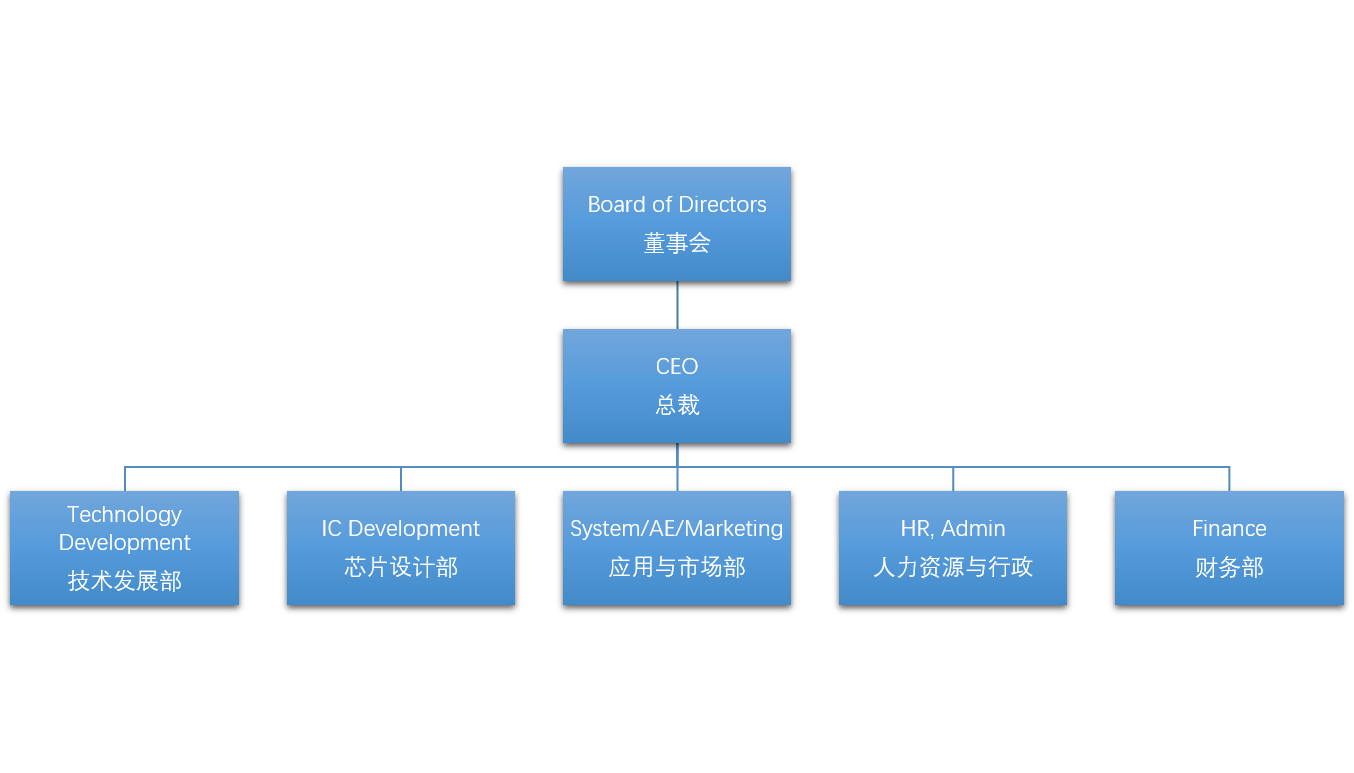 Board of Directors
董事会
CEO
总裁
Technology
Development
技术发展部
IC Development
芯片设计部
System/AE/Marketing
应用与市场部
HR, Admin
人力资源与行政
Finance
财务部